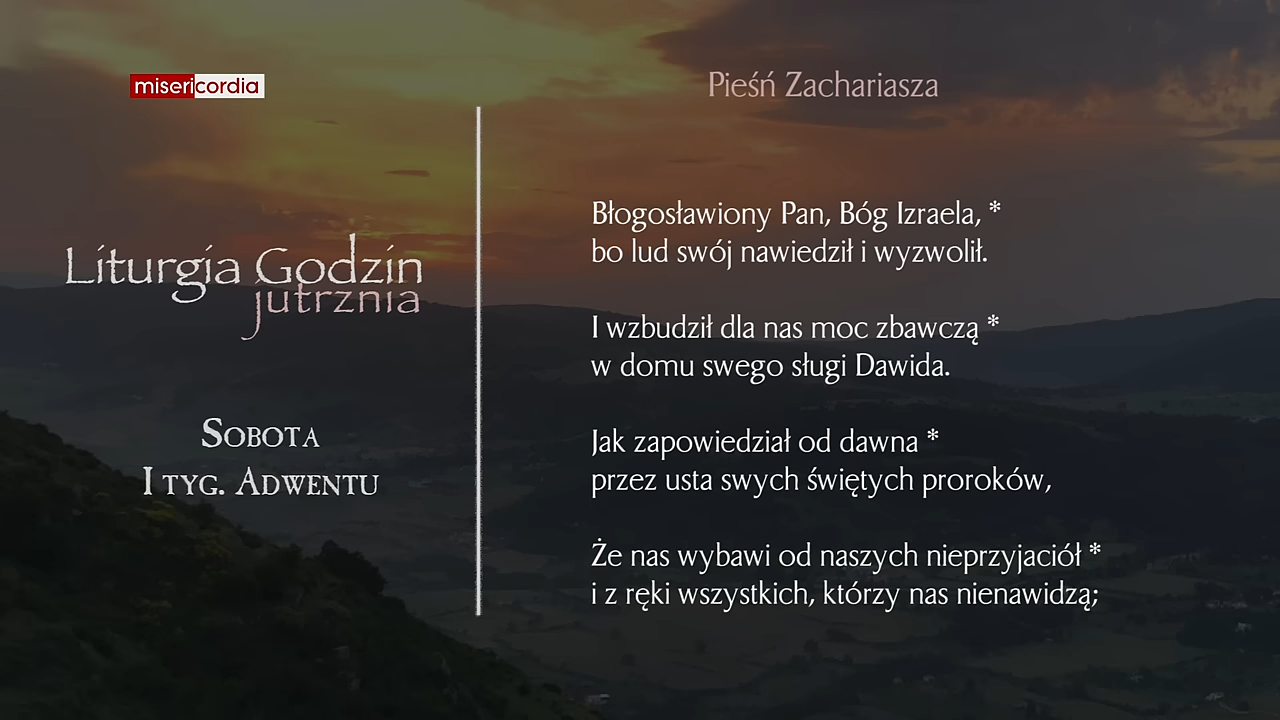 misericordia
Liturgia Godzin
jutrznia
Sobota
I tyg. Adwentu
Pieśń Zachariasza
Błogosławiony Pan, Bóg Izraela, *
bo lud swój nawiedził i wyzwolił.
I wzbudził dla nas moc zbawczą *
w domu swego sługi Dawida.
Jak zapowiedział od dawna *
przez usta swych świętych proroków,
Że nas wybawi od naszych nieprzyjaciół *
i z ręki wszystkich, którzy nas nienawidzą;